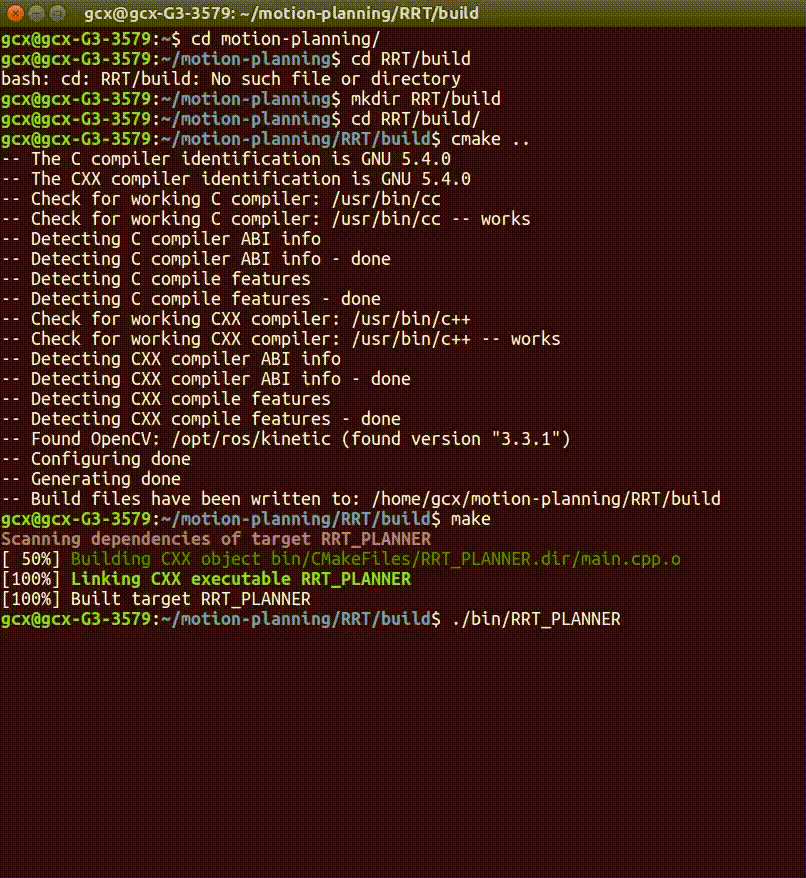 gcx@gcx-G3-3579: ~/motion-planning/RRT/build
gcx@gcx-G3-3579:~$ cd motion-planning/
gcx@gcx-G3-3579:~/motion-planning$ cd RRT/build
bash: cd: RRT/build: No such file or directory
gcx@gcx-G3-3579:~/motion-planning$ mkdir RRT/build
gcx@gcx-G3-3579:~/motion-planning$ cd RRT/build/
gcx@gcx-G3-3579:~/motion-planning/RRT/build$ cmake ..
-- The C compiler identification is GNU 5.4.0
-- The CXX compiler identification is GNU 5.4.0
-- Check for working C compiler: /usr/bin/cc
-- Check for working C compiler: /usr/bin/cc -- works
-- Detecting C compiler ABI info
-- Detecting C compiler ABI info - done
-- Detecting C compile features
-- Detecting C compile features - done
-- Check for working CXX compiler: /usr/bin/c++
-- Check for working CXX compiler: /usr/bin/c++ -- works
-- Detecting CXX compiler ABI info
-- Detecting CXX compiler ABI info - done
-- Detecting CXX compile features
-- Detecting CXX compile features - done
-- Found OpenCV: /opt/ros/kinetic (found version "3.3.1")
-- Configuring done
-- Generating done
-- Build files have been written to: /home/gcx/motion-planning/RRT/build
gcx@gcx-G3-3579:~/motion-planning/RRT/build$ make
Scanning dependencies of target RRT_PLANNER
[ 50%] Building CXX object bin/CMakeFiles/RRT_PLANNER.dir/main.cpp.o
[100%] Linking CXX executable RRT_PLANNER
[100%] Built target RRT_PLANNER
gcx@gcx-G3-3579:~/motion-planning/RRT/build$ ./bin/RRT_PLANNER